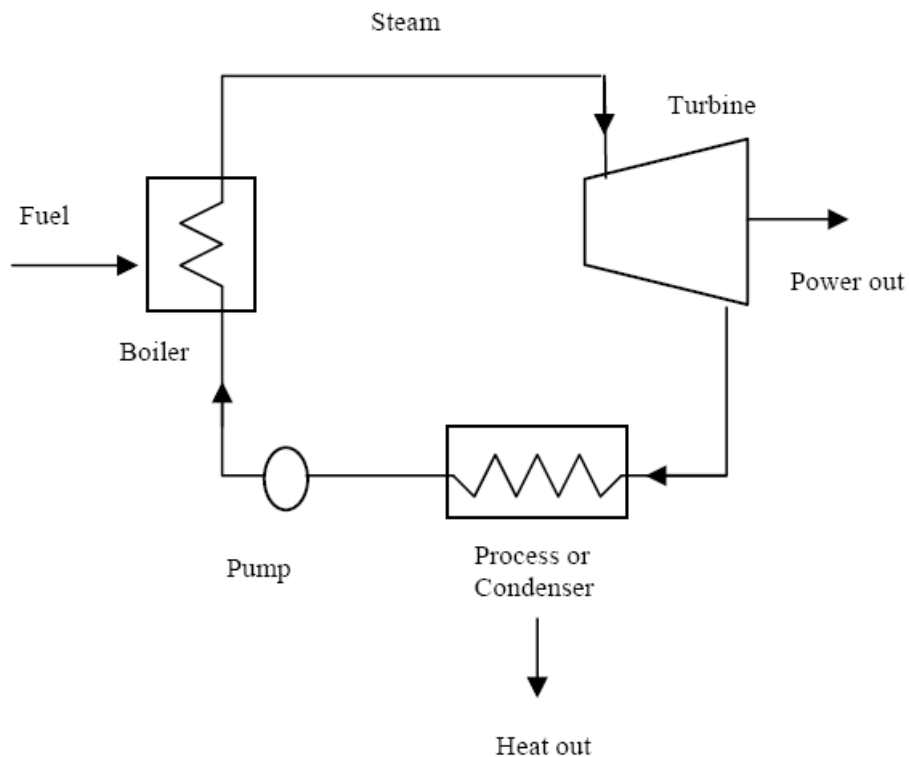 Steam
Turbine
Fuel
Power out
Boiler
Process or
Condenser
Pump
Heat out